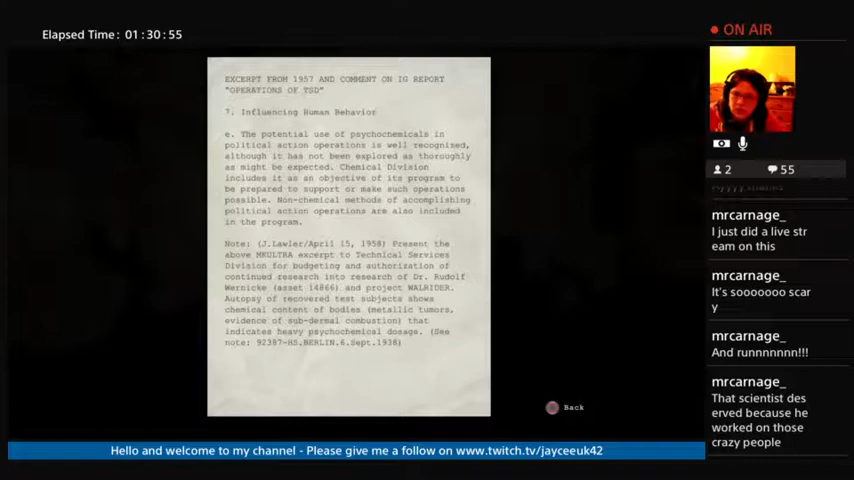 Elapsed Time: 01:30:55
ON AIR
EXCERPT FROM 1957 AND COMMENT ON IG REPORT
"OPERATIONS OF TSD"
7. Influencing Human Behavior
e. The potential use of psychochemicals in
political action operations is well recognized,
although it has not been explored as thoroughly
as might be expected. Chemical Division
includes it as an objective of its program to
be prepared to support or make such operations
possible. Non-chemical methods of accomplishing
political action operations are also included
in the program.
Note: (J.Lawler/April 15, 1958) Present the
above MKULTRA excerpt to Technical Services
Division for budgeting and authorization of
continued research into research of Dr. Rudolf
Wernicke (asset 14866) and project WALRIDER.
Autopsy of recovered test subjects shows
chemical content of bodies (metallic tumors,
evidence of sub-dermal combustion) that
indicates heavy psychochemical dosage. (See
note: 92387-HS.BERLIN.6.Sept.1938)
Back
2
55
mrcarnage_
I just did a live str
eam on this
mrcarnage_
It's sooooooo scar
y
mrcarnage_
And runnnnnnn!!!
mrcarnage_
That scientist des
erved because he
worked on those
crazy people
Hello and welcome to my channel - Please give me a follow on www.twitch.tv/jayceeuk42